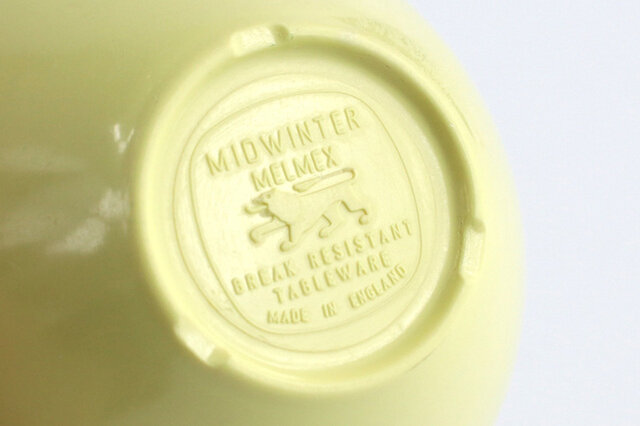 MIDWINTER
MELMEX
BREAK RESISTANT
TABLEWARE
MADE IN ENGLAND